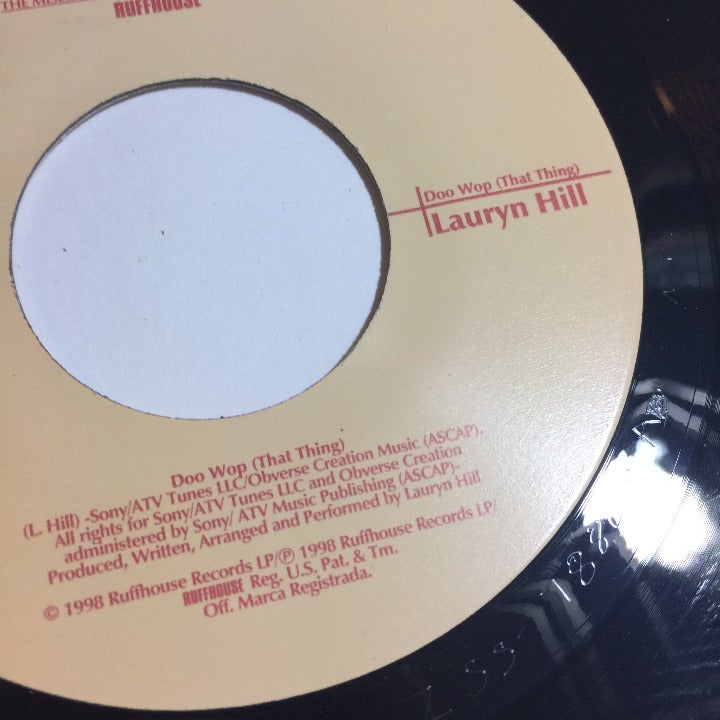 THE
RUFFHOUSE
Doo Wop (That Thing)
Lauryn Hill
Doo Wop (That Thing)
(L. Hill) -Sony/ATV Tunes LLC/Obverse Creation Music (ASCAP).
All rights for Sony/ATV Tunes LLC and Obverse Creation
administered by Sony/ ATV Music Publishing (ASCAP)-
Produced, Written, Arranged and Performed by Lauryn Hill
© 1998 Ruffhouse Records LP/℗ 1998 Ruffhouse Records LP/
RUFFHOUSE Reg. U.S. Pat. & Tm.
Off. Marca Registrada.